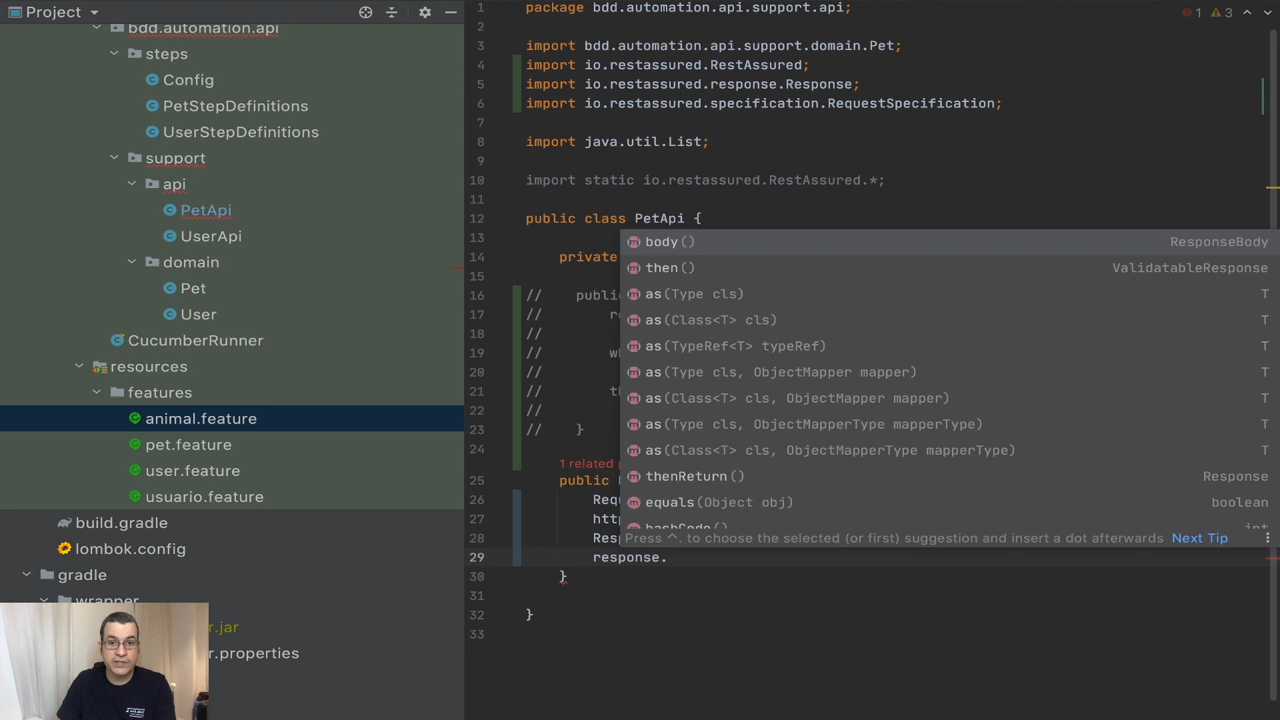 Project
bdd.automation.api
steps
Config
PetStepDefinitions
UserStepDefinitions
support
api
PetApi
UserApi
domain
Pet
User
CucumberRunner
resources
features
animal.feature
pet.feature
user.feature
usuario.feature
build.gradle
lombok.config
gradle
wrapper
r.jar
r.properties
1 3
1 package bdd.automation.api.support.api;
2
3 import bdd.automation.api.support.domain.Pet;
4 import io.restassured.RestAssured;
5 import io.restassured.response.Response;
6 import io.restassured.specification.RequestSpecification;
7
8 import java.util.List;
9
10 import static io.restassured.RestAssured.*;
11
12 public class PetApi {
13
14 private
15
16 // publi
17 // re
18 //
19 // wh
20 //
21 // th
22 //
23 // }
24
1 related
25 public
26 Requ
27 htt
28 Res
29 response.
30 }
31
32 }
33
body() ResponseBody
then() ValidatableResponse
as(Type cls) T
as(Class<T> cls) T
as(TypeRef<T> typeRef) T
as(Type cls, ObjectMapper mapper) T
as(Class<T> cls, ObjectMapper mapper) T
as(Type cls, ObjectMapperType mapperType) T
as(Class<T> cls, ObjectMapperType mapperType) T
thenReturn() Response
equals(Object obj) boolean
hashCode() int
Press ^. to choose the selected (or first) suggestion and insert a dot afterwards Next Tip